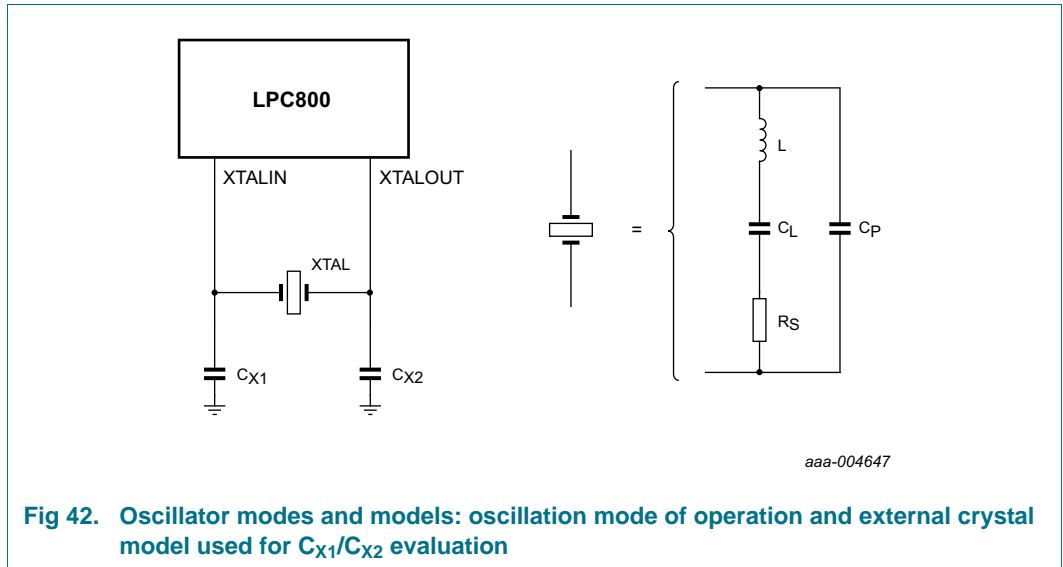 LPC800
XTALIN
XTALOUT
XTAL
CX1
CX2
=
L
CL
CP
RS
aaa-004647
Fig 42. Oscillator modes and models: oscillation mode of operation and external crystal
model used for CX1/CX2 evaluation